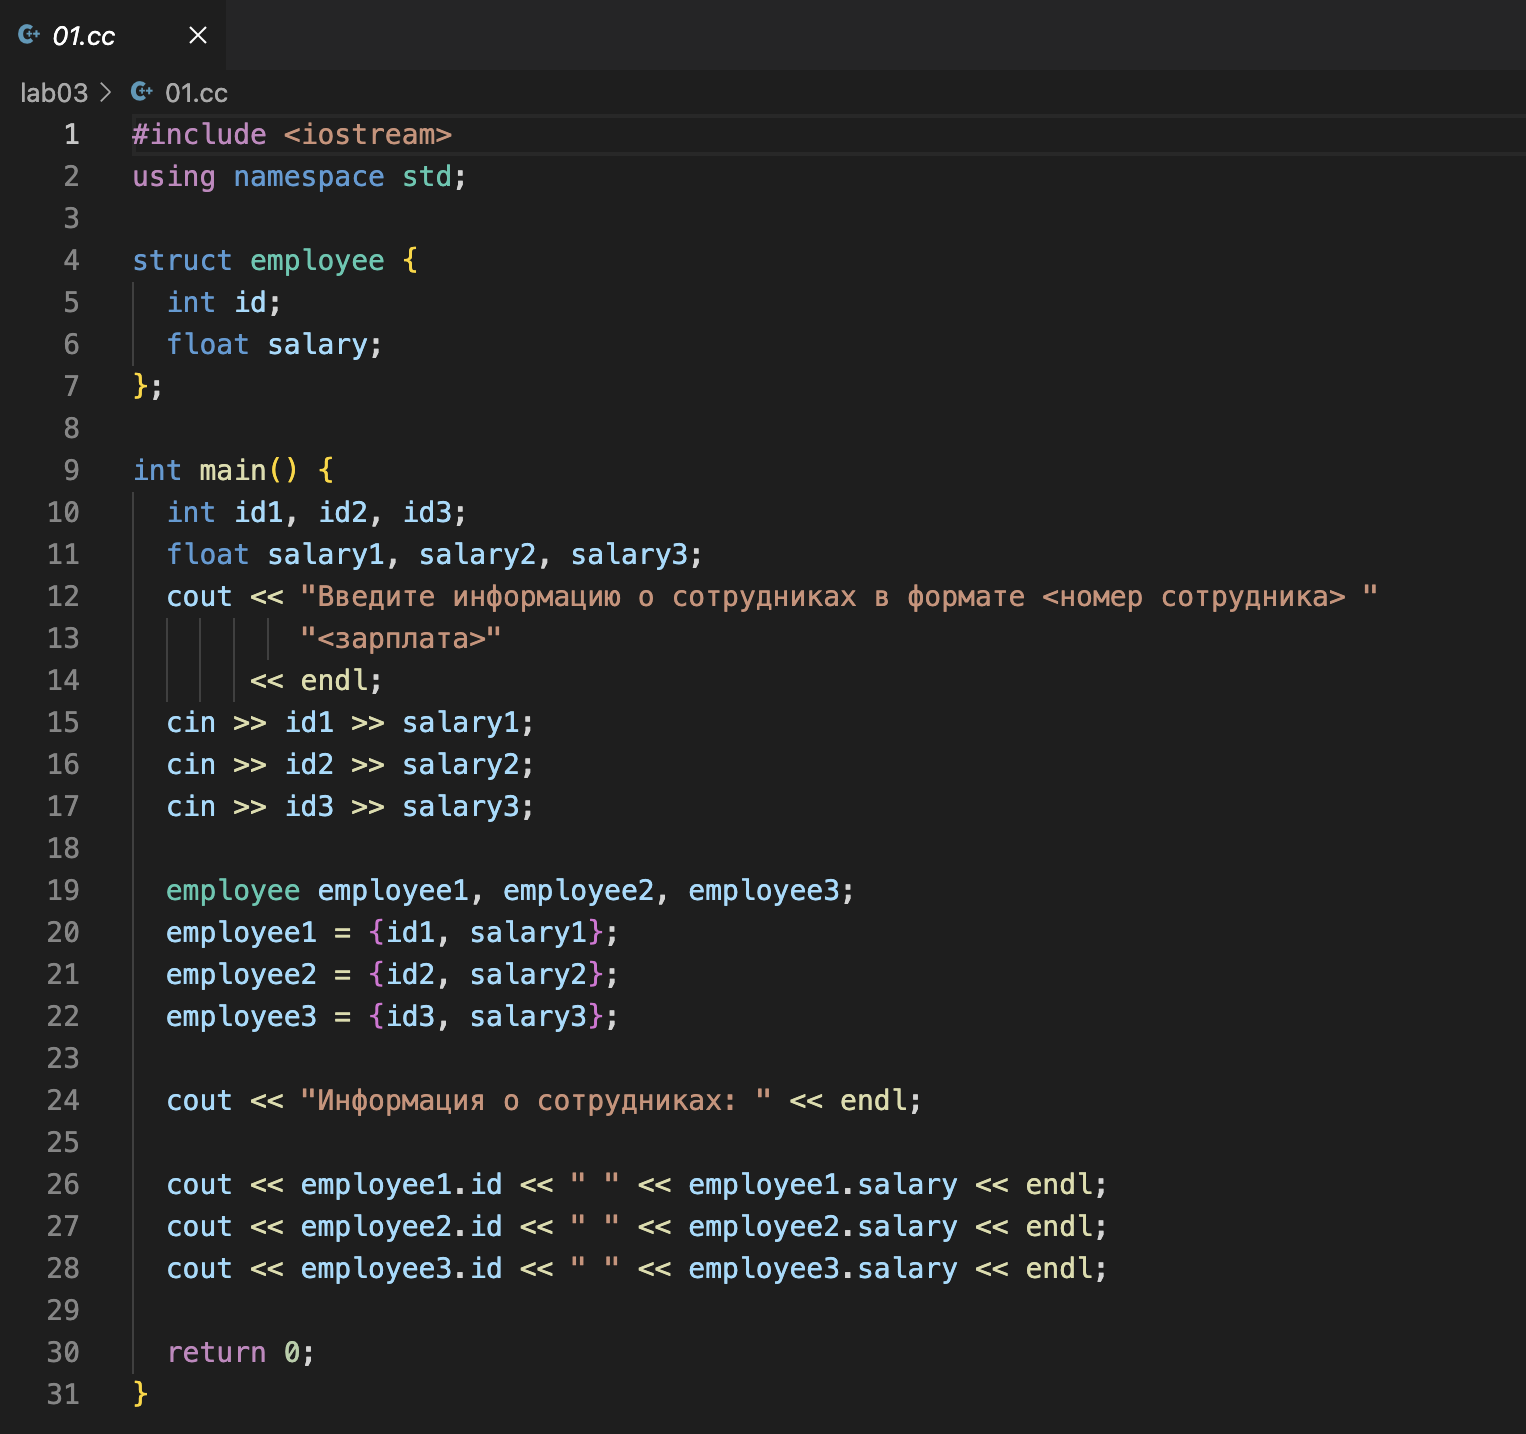 01.cc
lab03 > 01.cc
1 #include <iostream>
2 using namespace std;
3
4 struct employee {
5   int id;
6   float salary;
7 };
8
9 int main() {
10   int id1, id2, id3;
11   float salary1, salary2, salary3;
12   cout << "Введите информацию о сотрудниках в формате <номер сотрудника> "
13           "<зарплата>"
14        << endl;
15   cin >> id1 >> salary1;
16   cin >> id2 >> salary2;
17   cin >> id3 >> salary3;
18
19   employee employee1, employee2, employee3;
20   employee1 = {id1, salary1};
21   employee2 = {id2, salary2};
22   employee3 = {id3, salary3};
23
24   cout << "Информация о сотрудниках: " << endl;
25
26   cout << employee1.id << " " << employee1.salary << endl;
27   cout << employee2.id << " " << employee2.salary << endl;
28   cout << employee3.id << " " << employee3.salary << endl;
29
30   return 0;
31 }